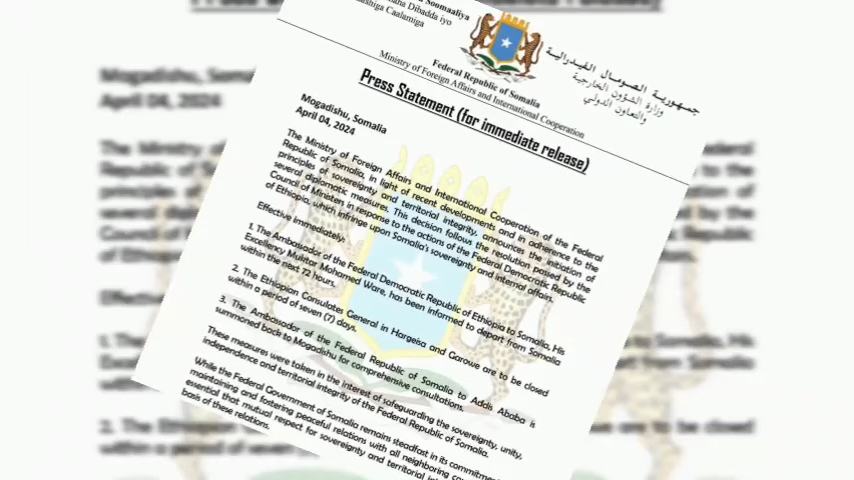 Soomaaliya
Dibadda iyo
Caalamiga
جمهورية الصومال الفيدرالية
وزارة الشؤون الخارجية
والتعاون الدولي
Federal Republic of Somalia
Ministry of Foreign Affairs and International Cooperation
Press Statement (for immediate release)
Mogadishu, Somalia
April 04, 2024
The Ministry of Foreign Affairs and International Cooperation of the Federal
Republic of Somalia, in light of recent developments and in adherence to the
principles of sovereignty and territorial integrity, announces the initiation of
several diplomatic measures. This decision follows the resolution passed by the
Council of Ministers in response to the actions of the Federal Democratic Republic
of Ethiopia, which infringe upon Somalia's sovereignty and internal affairs.
Effective immediately:
1. The Ambassador of the Federal Democratic Republic of Ethiopia to Somalia, His
Excellency Muktar Mohamed Ware, has been informed to depart from Somalia
within the next 72 hours.
2. The Ethiopian Consulates General in Hargeisa and Garowe are to be closed
within a period of seven (7) days.
3. The Ambassador of the Federal Republic of Somalia to Addis Ababa is
summoned back to Mogadishu for comprehensive consultations.
These measures were taken in the interest of safeguarding the sovereignty, unity,
independence and territorial integrity of the Federal Republic of Somalia.
While the Federal Government of Somalia remains steadfast in its commitment
maintaining and fostering peaceful relations with all neighboring
essential that mutual respect for sovereignty and territorial
basis of these relations.